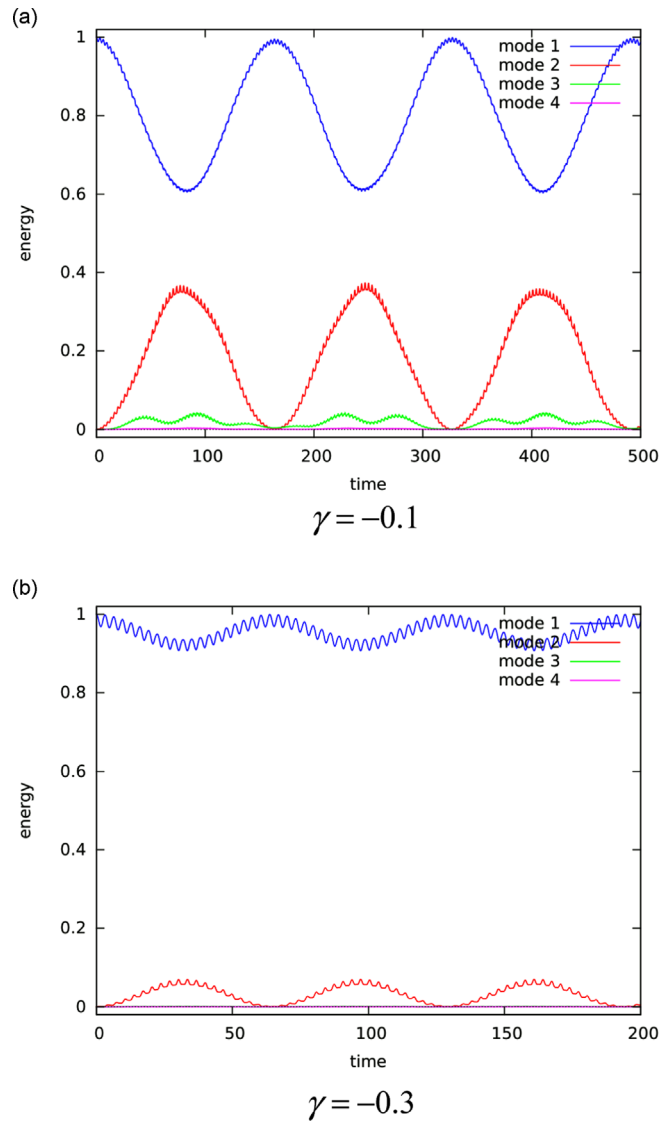 (a)
1
0.8
0.6
0.4
0.2
0
energy
mode 1
mode 2
mode 3
mode 4
0 100 200 300 400 500
time
γ = −0.1
(b)
1
0.8
0.6
0.4
0.2
0
energy
mode 1
mode 2
mode 3
mode 4
0 50 100 150 200
time
γ = −0.3